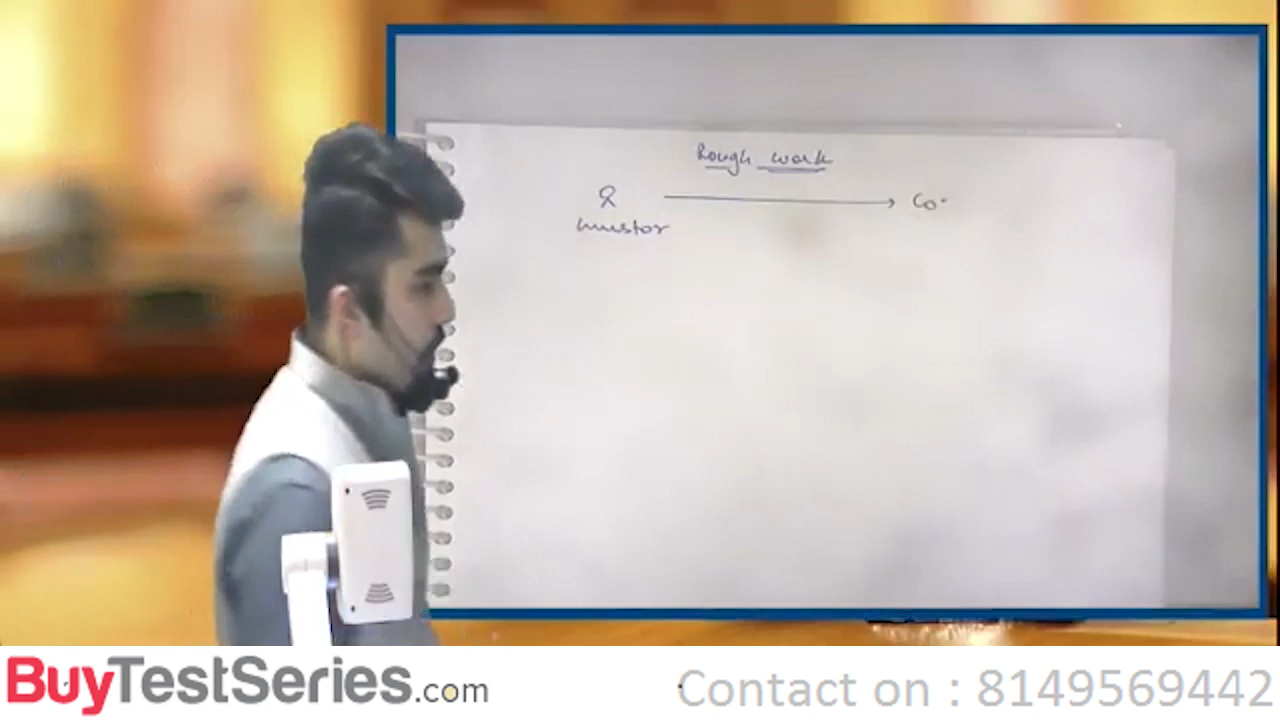 Rough work
Investor
Co.
BuyTestSeries.com
Contact on : 8149569442